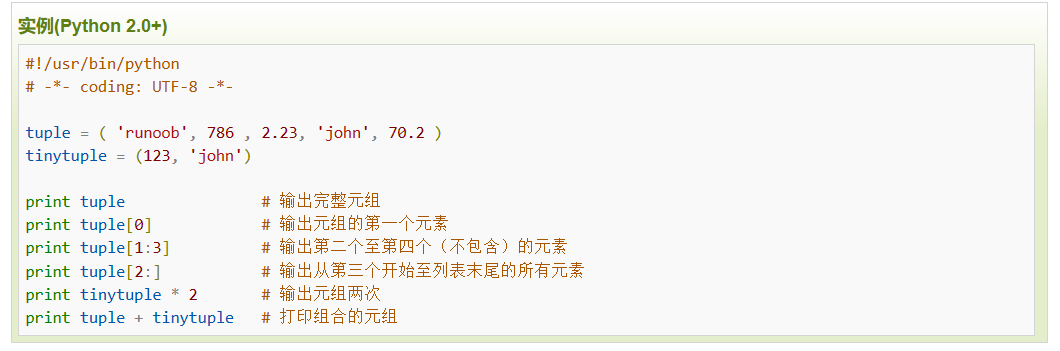 实例(Python 2.0+)
#!/usr/bin/python
# -*- coding: UTF-8 -*-
tuple = ( 'runoob', 786 , 2.23, 'john', 70.2 )
tinytuple = (123, 'john')
print tuple # 输出完整元组
print tuple[0] # 输出元组的第一个元素
print tuple[1:3] # 输出第二个至第四个（不包含）的元素
print tuple[2:] # 输出从第三个开始至列表末尾的所有元素
print tinytuple * 2 # 输出元组两次
print tuple + tinytuple # 打印组合的元组